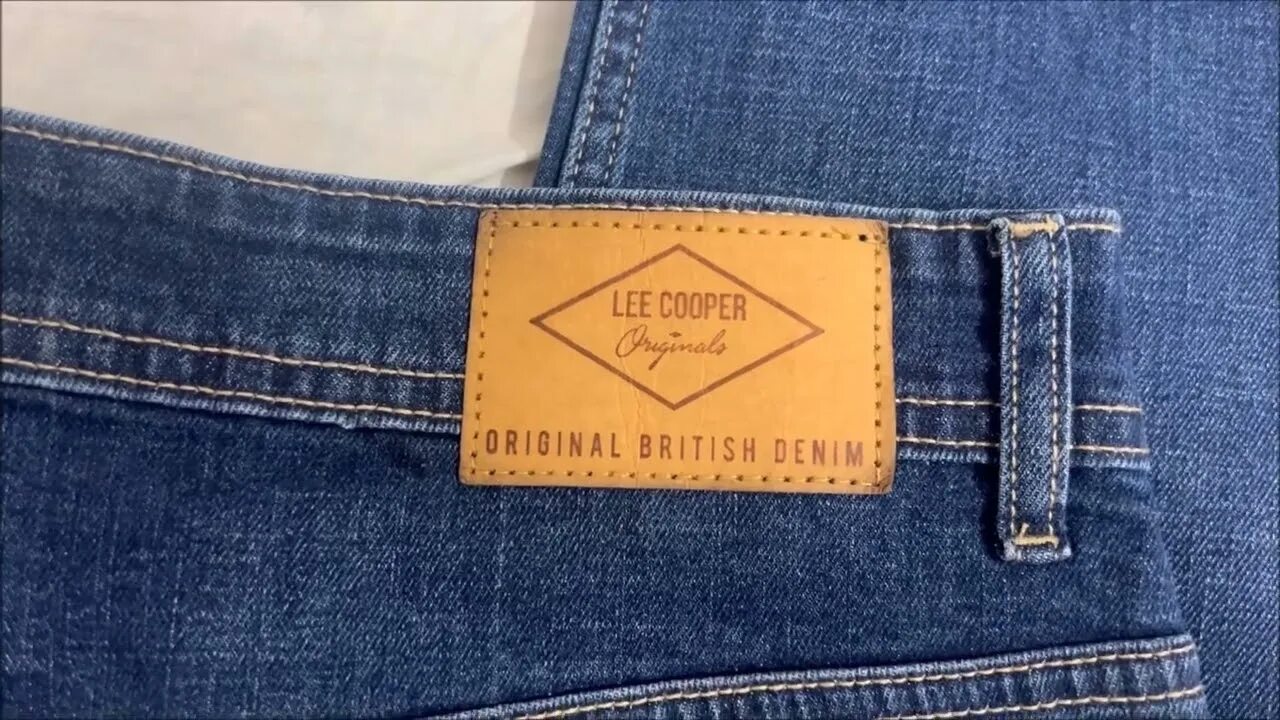 LEE COOPER
Originals
ORIGINAL BRITISH DENIM